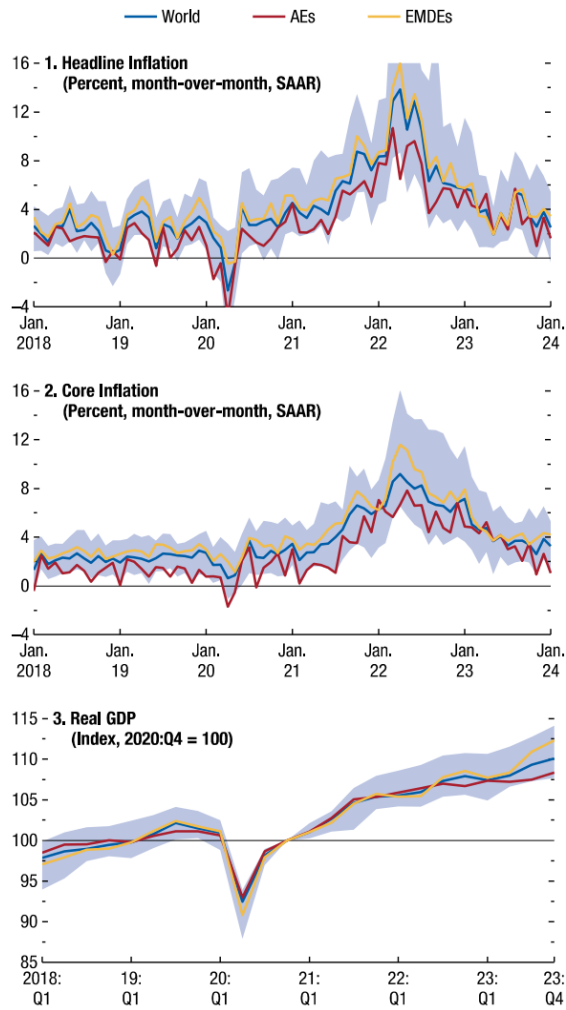 World AEs EMDEs
16
1. Headline Inflation
(Percent, month-over-month, SAAR)
12
8
4
0
–4
Jan. Jan. Jan. Jan. Jan. Jan. Jan.
2018 19 20 21 22 23 24
16
2. Core Inflation
(Percent, month-over-month, SAAR)
12
8
4
0
–4
Jan. Jan. Jan. Jan. Jan. Jan. Jan.
2018 19 20 21 22 23 24
115
3. Real GDP
(Index, 2020:Q4 = 100)
110
105
100
95
90
85
2018: 19: 20: 21: 22: 23: 23:
Q1 Q1 Q1 Q1 Q1 Q1 Q4